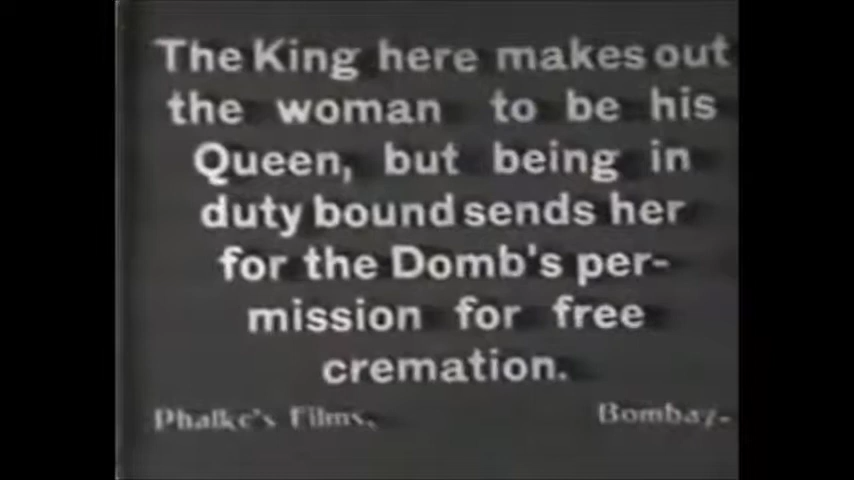 The King here makes out
the woman to be his
Queen, but being in
duty bound sends her
for the Domb's per-
mission for free
cremation.
Phalke's Films, Bombay-